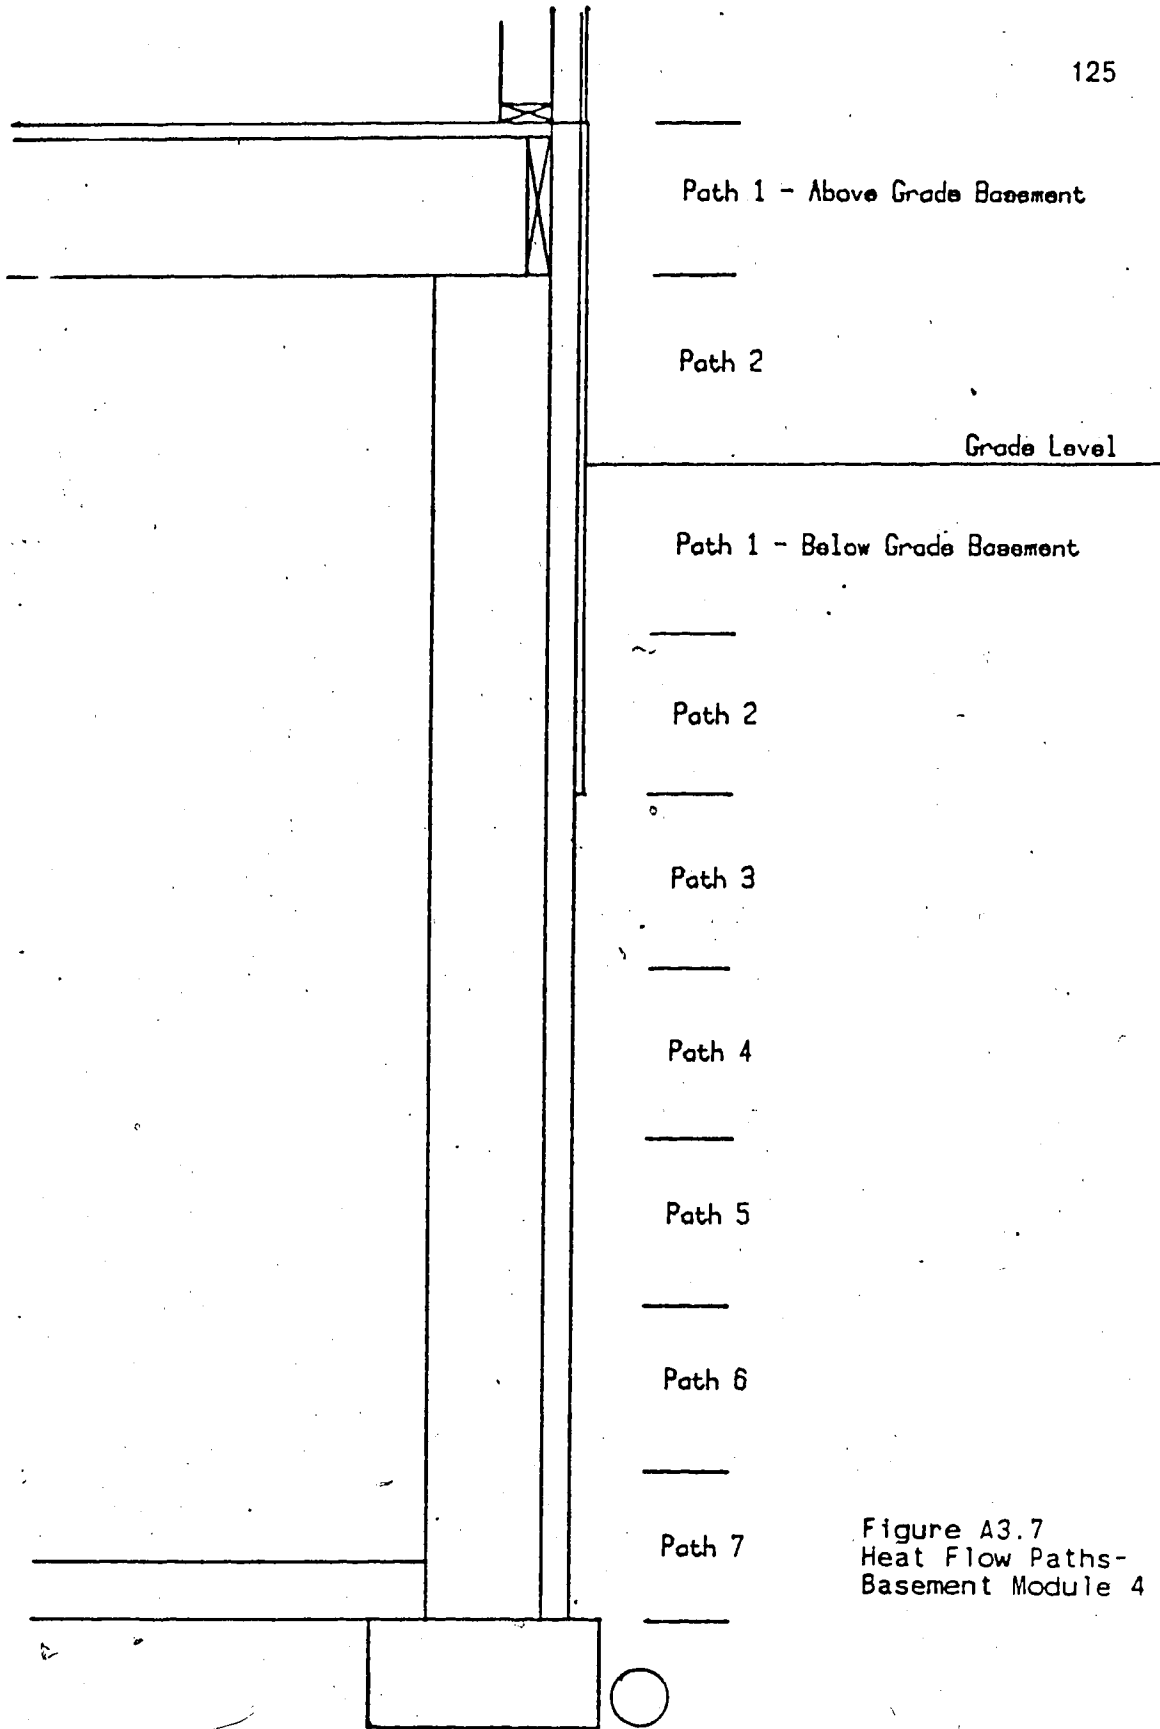 125
Path 1 - Above Grade Basement
Path 2
Grade Level
Path 1 - Below Grade Basement
Path 2
Path 3
Path 4
Path 5
Path 6
Path 7
Figure A3.7
Heat Flow Paths-
Basement Module 4